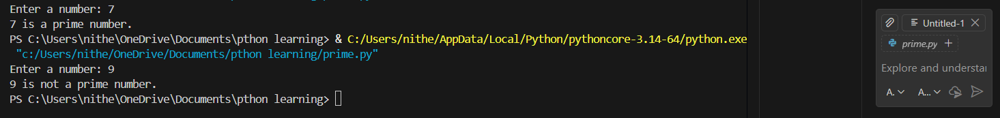 Enter a number: 7
7 is a prime number.
PS C:\Users\nithe\OneDrive\Documents\pthon learning> & C:/Users/nithe/AppData/Local/Python/pythoncore-3.14-64/python.exe
"c:/Users/nithe/OneDrive/Documents/pthon learning/prime.py"
Enter a number: 9
9 is not a prime number.
PS C:\Users\nithe\OneDrive\Documents\pthon learning>
Untitled-1
prime.py +
Explore and understa
A.
A...